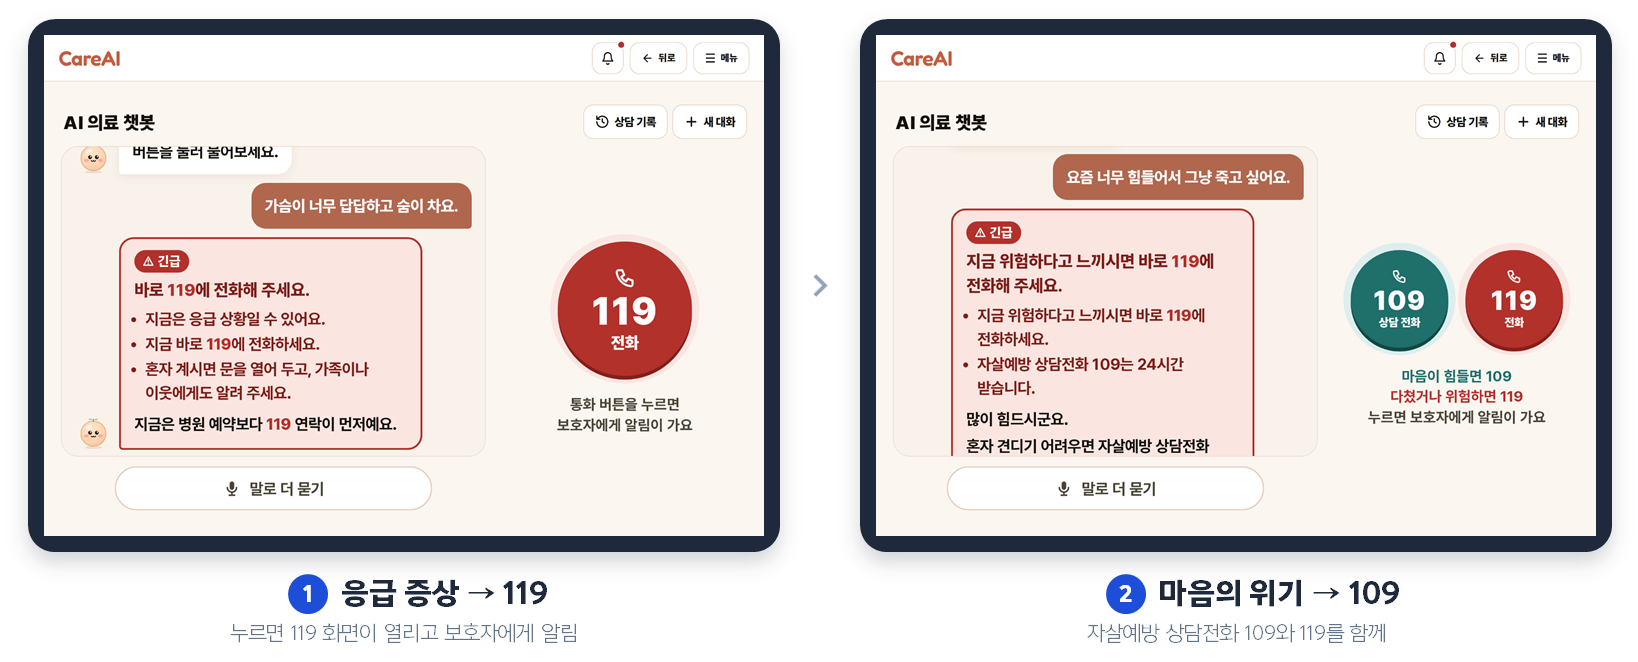 CareAI
뒤로
메뉴
AI 의료 챗봇
상담 기록
새 대화
버튼을 눌러 물어보세요.
가슴이 너무 답답하고 숨이 차요.
긴급
바로 119에 전화해 주세요.
• 지금은 응급 상황일 수 있어요.
• 지금 바로 119에 전화하세요.
• 혼자 계시면 문을 열어 두고, 가족이나
이웃에게도 알려 주세요.
지금은 병원 예약보다 119 연락이 먼저예요.
119
전화
통화 버튼을 누르면
보호자에게 알림이 가요
말로 더 묻기
1 응급 증상 → 119
누르면 119 화면이 열리고 보호자에게 알림
CareAI
뒤로
메뉴
AI 의료 챗봇
상담 기록
새 대화
요즘 너무 힘들어서 그냥 죽고 싶어요.
긴급
지금 위험하다고 느끼시면 바로 119에
전화해 주세요.
• 지금 위험하다고 느끼시면 바로 119에
전화하세요.
• 자살예방 상담전화 109는 24시간
받습니다.
많이 힘드시군요.
혼자 견디기 어려우면 자살예방 상담전화
109
상담 전화
119
전화
마음이 힘들면 109
다쳤거나 위험하면 119
누르면 보호자에게 알림이 가요
말로 더 묻기
2 마음의 위기 → 109
자살예방 상담전화 109와 119를 함께